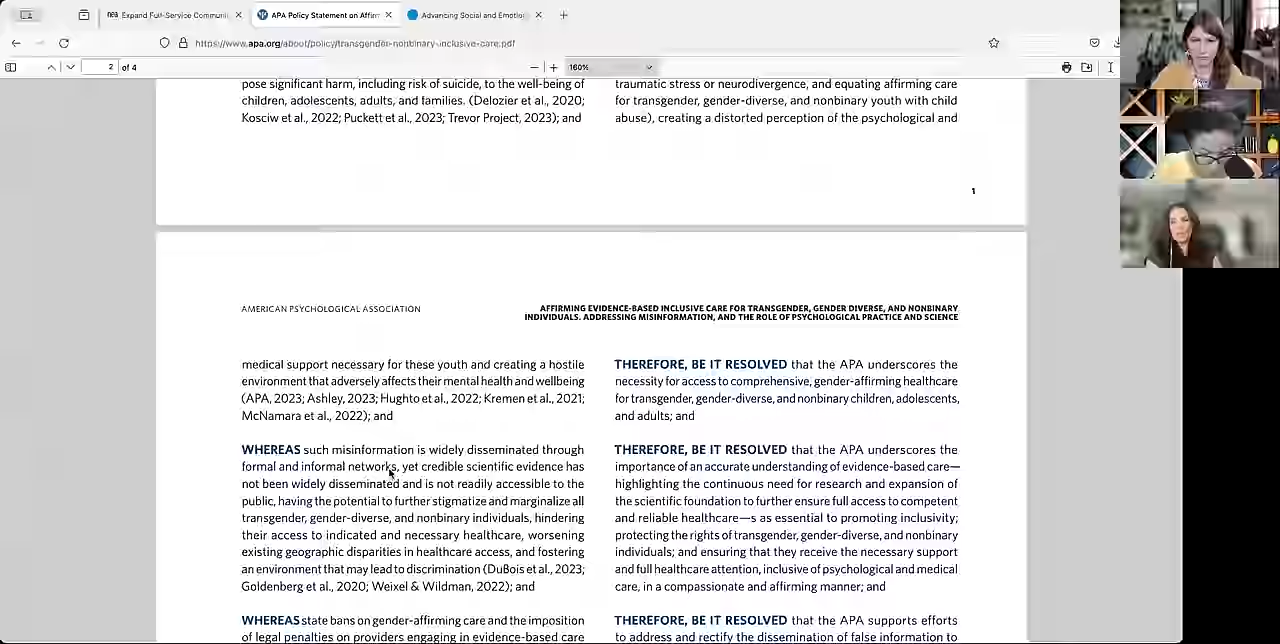 nea Expand Full-Service Communi
APA Policy Statement on Affirm
Advancing Social and Emotio
https://www.apa.org/about/policy/transgender-nonbinary-inclusive-care.pdf
2 of 4
160%
pose significant harm, including risk of suicide, to the well-being of
children, adolescents, adults, and families. (Delozier et al., 2020;
Kosciw et al., 2022; Puckett et al., 2023; Trevor Project, 2023); and
traumatic stress or neurodivergence, and equating affirming care
for transgender, gender-diverse, and nonbinary youth with child
abuse), creating a distorted perception of the psychological and
1
AMERICAN PSYCHOLOGICAL ASSOCIATION
AFFIRMING EVIDENCE-BASED INCLUSIVE CARE FOR TRANSGENDER, GENDER DIVERSE, AND NONBINARY
INDIVIDUALS. ADDRESSING MISINFORMATION, AND THE ROLE OF PSYCHOLOGICAL PRACTICE AND SCIENCE
medical support necessary for these youth and creating a hostile
environment that adversely affects their mental health and wellbeing
(APA, 2023; Ashley, 2023; Hughto et al., 2022; Kremen et al., 2021;
McNamara et al., 2022); and
WHEREAS such misinformation is widely disseminated through
formal and informal networks, yet credible scientific evidence has
not been widely disseminated and is not readily accessible to the
public, having the potential to further stigmatize and marginalize all
transgender, gender-diverse, and nonbinary individuals, hindering
their access to indicated and necessary healthcare, worsening
existing geographic disparities in healthcare access, and fostering
an environment that may lead to discrimination (DuBois et al., 2023;
Goldenberg et al., 2020; Weixel & Wildman, 2022); and
WHEREAS state bans on gender-affirming care and the imposition
of legal penalties on providers engaging in evidence-based care
THEREFORE, BE IT RESOLVED that the APA underscores the
necessity for access to comprehensive, gender-affirming healthcare
for transgender, gender-diverse, and nonbinary children, adolescents,
and adults; and
THEREFORE, BE IT RESOLVED that the APA underscores the
importance of an accurate understanding of evidence-based care—
highlighting the continuous need for research and expansion of
the scientific foundation to further ensure full access to competent
and reliable healthcare—s as essential to promoting inclusivity;
protecting the rights of transgender, gender-diverse, and nonbinary
individuals; and ensuring that they receive the necessary support
and full healthcare attention, inclusive of psychological and medical
care, in a compassionate and affirming manner; and
THEREFORE, BE IT RESOLVED that the APA supports efforts
to address and rectify the dissemination of false information to